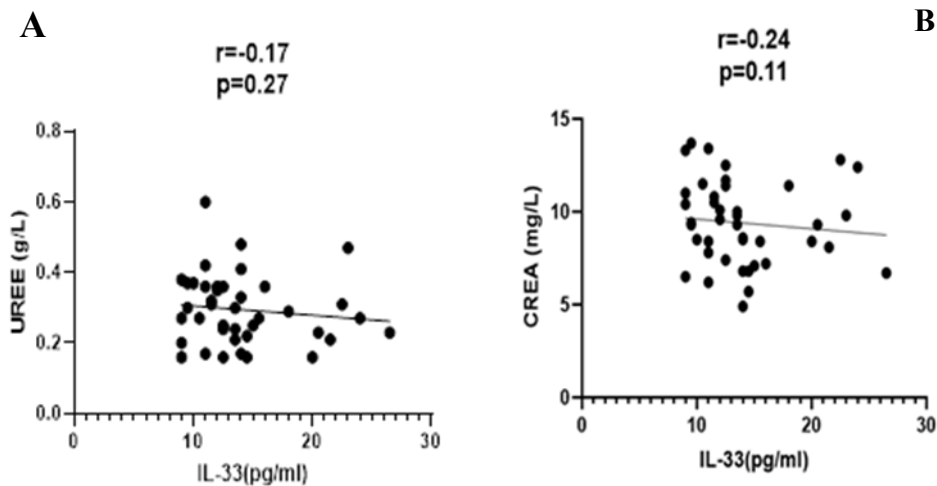 A
r=-0.17
p=0.27
UREE (g/L)
0.8
0.6
0.4
0.2
0.0
0 10 20 30
IL-33(pg/ml)
B
r=-0.24
p=0.11
CREA (mg/L)
15
10
5
0
0 10 20 30
IL-33(pg/ml)